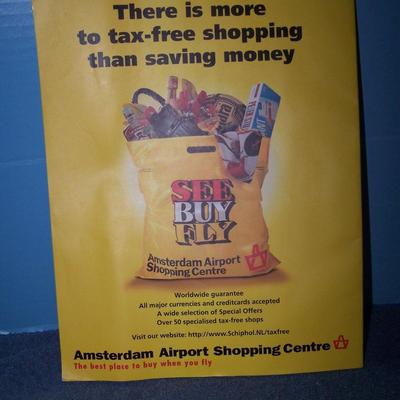 There is more
to tax-free shopping
than saving money
SEE
BUY
FLY
Amsterdam Airport
Shopping Centre
Worldwide guarantee
All major currencies and creditcards accepted
A wide selection of Special Offers
Over 50 specialised tax-free shops
Visit our website: http://www.Schiphol.NL/taxfree
Amsterdam Airport Shopping Centre
The best place to buy when you fly